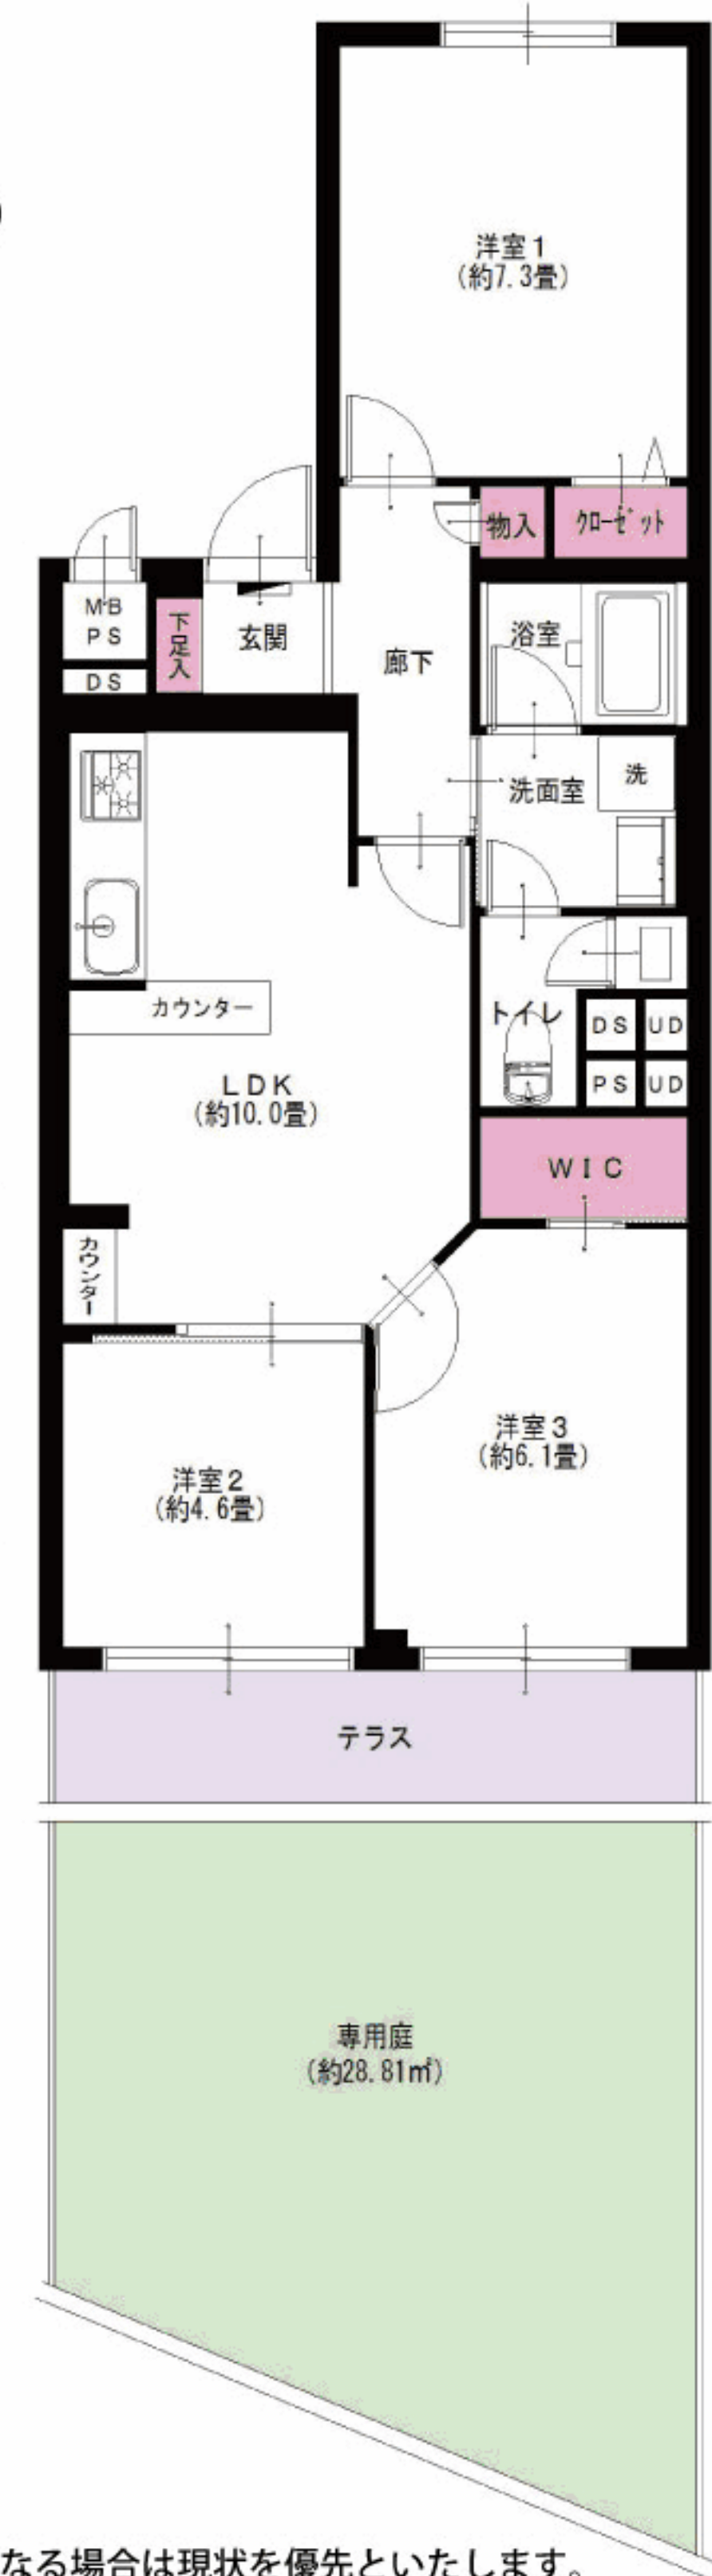 洋室1
(約7.3畳)
物入
クローゼット
MB
PS
DS
下足入
玄関
廊下
浴室
洗面室
洗
トイレ
DS
UD
PS
UD
カウンター
LDK
(約10.0畳)
WIC
カウンター
洋室2
(約4.6畳)
洋室3
(約6.1畳)
テラス
専用庭
(約28.81㎡)
なる場合は現状を優先といたします。